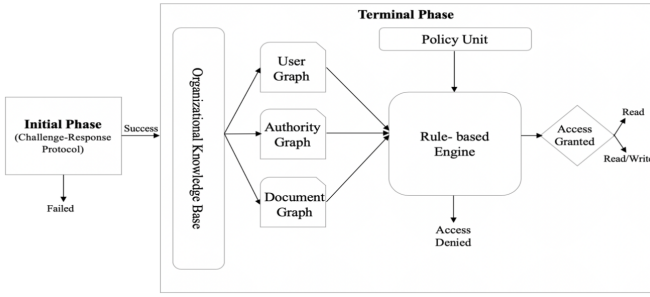 Terminal Phase
Policy Unit
User
Graph
Organizational Knowledge Base
Initial Phase
(Challenge-Response
Protocol)
Success
Failed
Authority
Graph
Document
Graph
Rule- based
Engine
Access
Granted
Read
Read/Write
Access
Denied